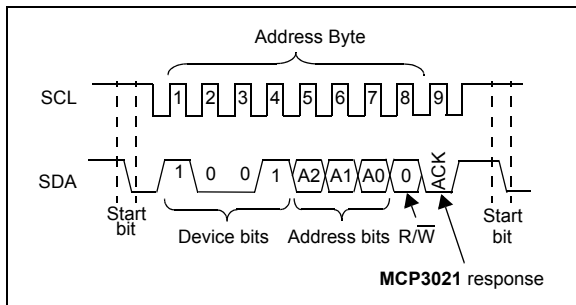 Address Byte
SCL 1 2 3 4 5 6 7 8 9
SDA 1 0 0 1 A2 A1 A0 0 ACK
Start bit
Device bits
Address bits
R/W̅
Start bit
MCP3021 response